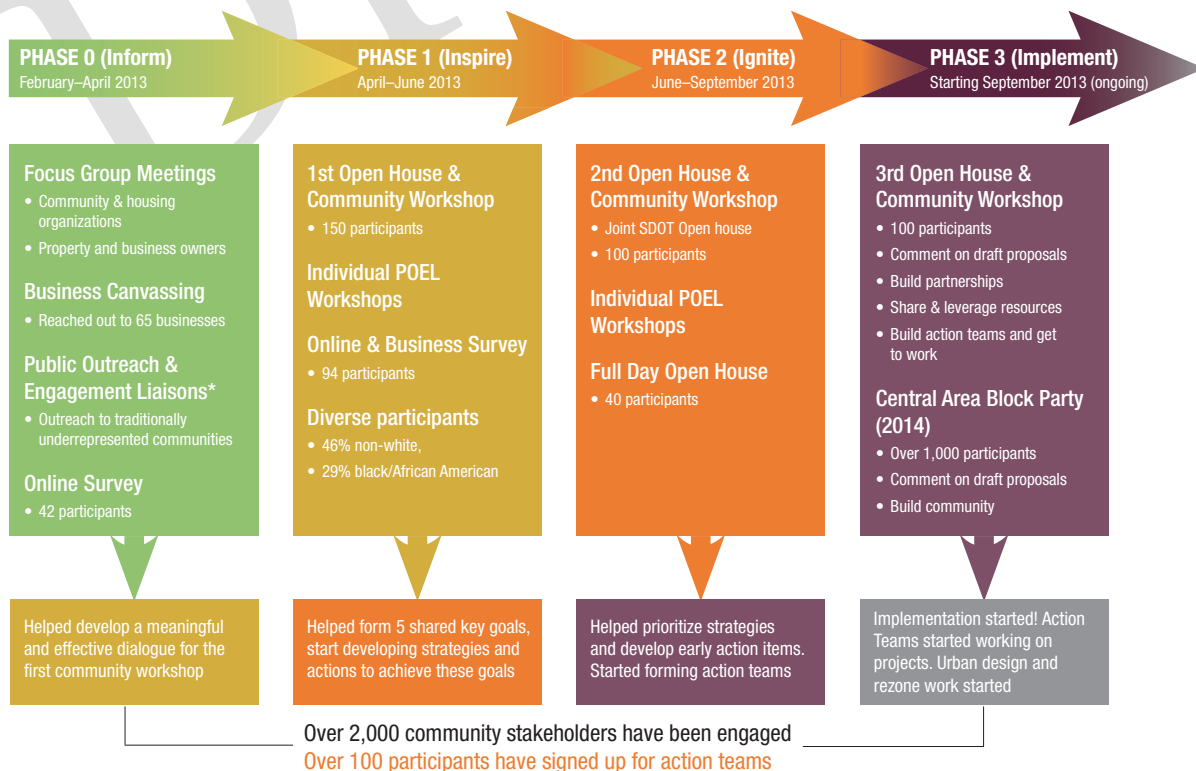 PHASE 0 (Inform)
February–April 2013
PHASE 1 (Inspire)
April–June 2013
PHASE 2 (Ignite)
June–September 2013
PHASE 3 (Implement)
Starting September 2013 (ongoing)
Focus Group Meetings
• Community & housing
organizations
• Property and business owners
Business Canvassing
• Reached out to 65 businesses
Public Outreach &
Engagement Liaisons*
• Outreach to traditionally
underrepresented communities
Online Survey
• 42 participants
Helped develop a meaningful
and effective dialogue for the
first community workshop
1st Open House &
Community Workshop
• 150 participants
Individual POEL
Workshops
Online & Business Survey
• 94 participants
Diverse participants
• 46% non-white,
• 29% black/African American
Helped form 5 shared key goals,
start developing strategies and
actions to achieve these goals
2nd Open House &
Community Workshop
• Joint SDOT Open house
• 100 participants
Individual POEL
Workshops
Full Day Open House
• 40 participants
Helped prioritize strategies
and develop early action items.
Started forming action teams
3rd Open House &
Community Workshop
• 100 participants
• Comment on draft proposals
• Build partnerships
• Share & leverage resources
• Build action teams and get
to work
Central Area Block Party
(2014)
• Over 1,000 participants
• Comment on draft proposals
• Build community
Implementation started! Action
Teams started working on
projects. Urban design and
rezone work started
Over 2,000 community stakeholders have been engaged
Over 100 participants have signed up for action teams